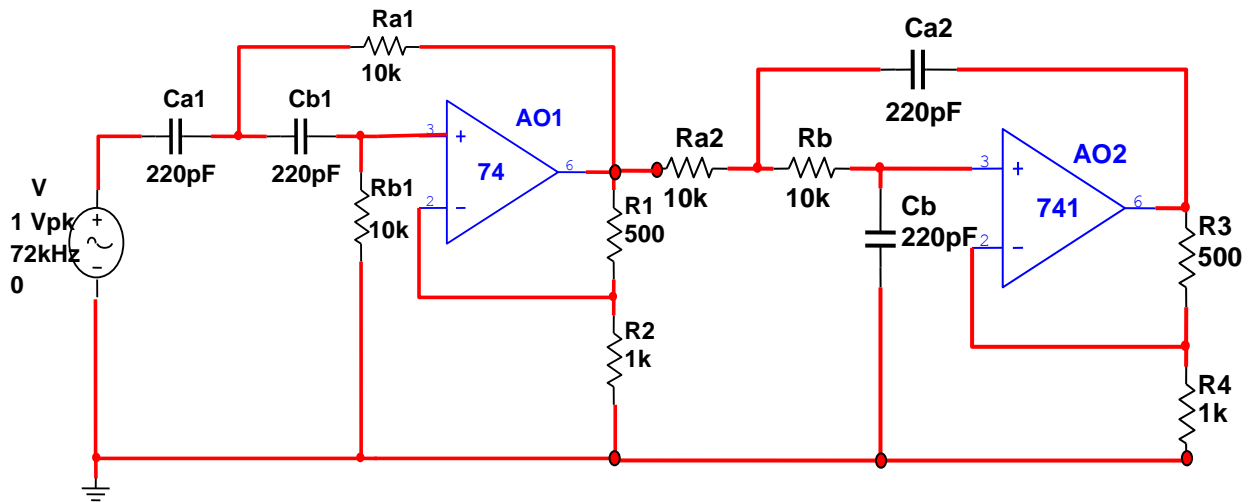 Ra1
10k
Ca1
220pF
Cb1
220pF
3
+
AO1
74
6
2
−
Rb1
10k
V
1 Vpk
72kHz
0
+
−
R1
500
R2
1k
Ra2
10k
Rb
10k
Ca2
220pF
Cb
220pF
3
+
AO2
741
6
2
−
R3
500
R4
1k